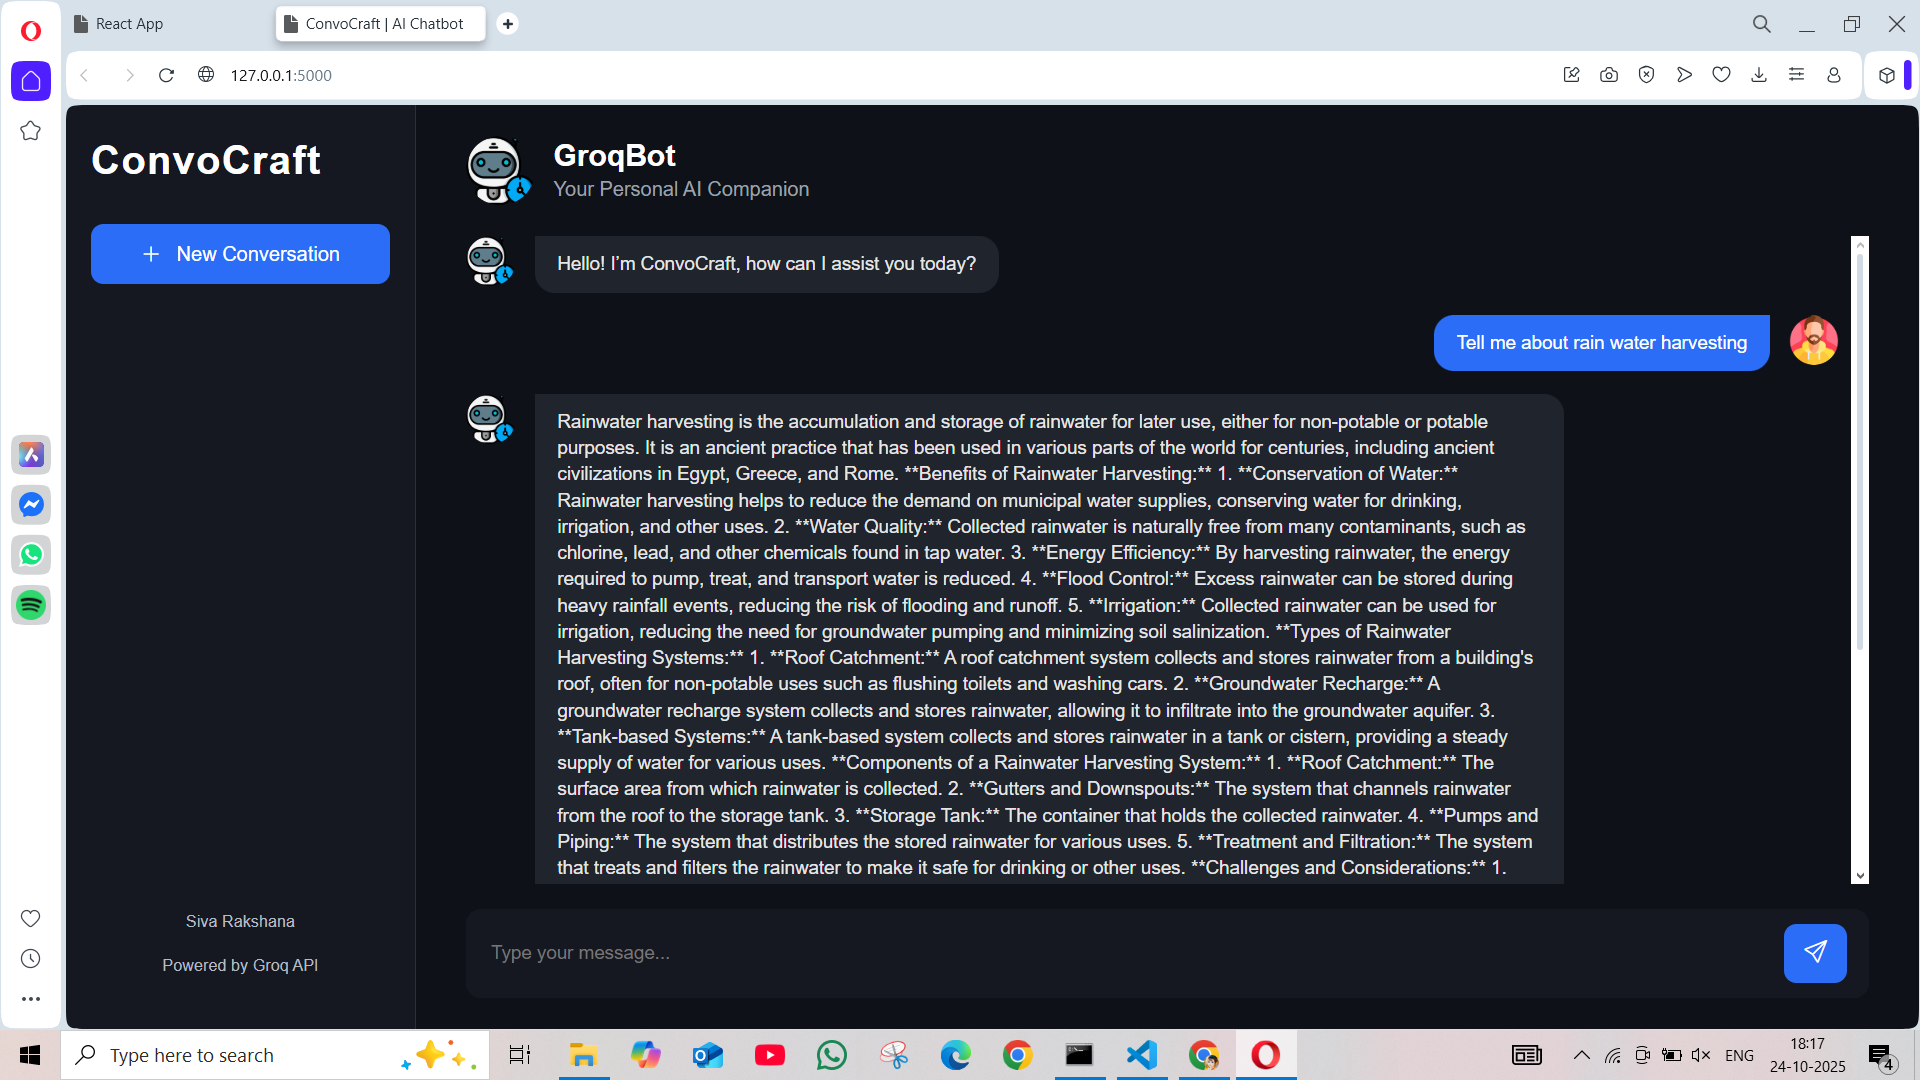 React App
ConvoCraft | AI Chatbot
127.0.0.1:5000
ConvoCraft
New Conversation
Siva Rakshana
Powered by Groq API
GroqBot
Your Personal AI Companion
Hello! I’m ConvoCraft, how can I assist you today?
Tell me about rain water harvesting
Rainwater harvesting is the accumulation and storage of rainwater for later use, either for non-potable or potable
purposes. It is an ancient practice that has been used in various parts of the world for centuries, including ancient
civilizations in Egypt, Greece, and Rome. **Benefits of Rainwater Harvesting:** 1. **Conservation of Water:**
Rainwater harvesting helps to reduce the demand on municipal water supplies, conserving water for drinking,
irrigation, and other uses. 2. **Water Quality:** Collected rainwater is naturally free from many contaminants, such as
chlorine, lead, and other chemicals found in tap water. 3. **Energy Efficiency:** By harvesting rainwater, the energy
required to pump, treat, and transport water is reduced. 4. **Flood Control:** Excess rainwater can be stored during
heavy rainfall events, reducing the risk of flooding and runoff. 5. **Irrigation:** Collected rainwater can be used for
irrigation, reducing the need for groundwater pumping and minimizing soil salinization. **Types of Rainwater
Harvesting Systems:** 1. **Roof Catchment:** A roof catchment system collects and stores rainwater from a building's
roof, often for non-potable uses such as flushing toilets and washing cars. 2. **Groundwater Recharge:** A
groundwater recharge system collects and stores rainwater, allowing it to infiltrate into the groundwater aquifer. 3.
**Tank-based Systems:** A tank-based system collects and stores rainwater in a tank or cistern, providing a steady
supply of water for various uses. **Components of a Rainwater Harvesting System:** 1. **Roof Catchment:** The
surface area from which rainwater is collected. 2. **Gutters and Downspouts:** The system that channels rainwater
from the roof to the storage tank. 3. **Storage Tank:** The container that holds the collected rainwater. 4. **Pumps and
Piping:** The system that distributes the stored rainwater for various uses. 5. **Treatment and Filtration:** The system
that treats and filters the rainwater to make it safe for drinking or other uses. **Challenges and Considerations:** 1.
Type your message...
Type here to search
ENG
18:17
24-10-2025
4